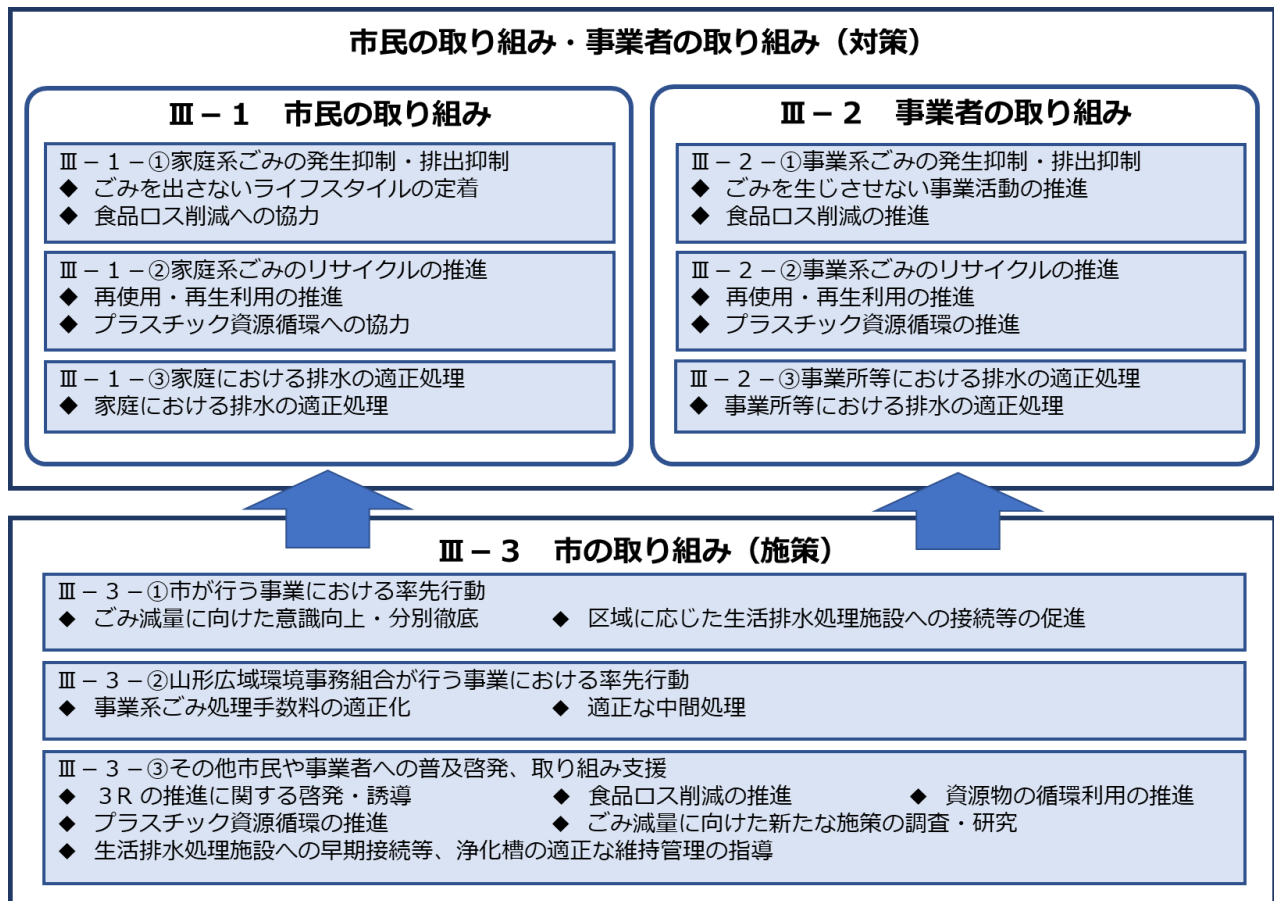 市民の取り組み・事業者の取り組み（対策）
Ⅲ－１　市民の取り組み
Ⅲ－１－①家庭系ごみの発生抑制・排出抑制
◆ ごみを出さないライフスタイルの定着
◆ 食品ロス削減への協力
Ⅲ－１－②家庭系ごみのリサイクルの推進
◆ 再使用・再生利用の推進
◆ プラスチック資源循環への協力
Ⅲ－１－③家庭における排水の適正処理
◆ 家庭における排水の適正処理
Ⅲ－２　事業者の取り組み
Ⅲ－２－①事業系ごみの発生抑制・排出抑制
◆ ごみを生じさせない事業活動の推進
◆ 食品ロス削減の推進
Ⅲ－２－②事業系ごみのリサイクルの推進
◆ 再使用・再生利用の推進
◆ プラスチック資源循環の推進
Ⅲ－２－③事業所等における排水の適正処理
◆ 事業所等における排水の適正処理
Ⅲ－３　市の取り組み（施策）
Ⅲ－３－①市が行う事業における率先行動
◆ ごみ減量に向けた意識向上・分別徹底　◆ 区域に応じた生活排水処理施設への接続等の促進
Ⅲ－３－②山形広域環境事務組合が行う事業における率先行動
◆ 事業系ごみ処理手数料の適正化　◆ 適正な中間処理
Ⅲ－３－③その他市民や事業者への普及啓発、取り組み支援
◆ ３Ｒの推進に関する啓発・誘導　◆ 食品ロス削減の推進　◆ 資源物の循環利用の推進
◆ プラスチック資源循環の推進　◆ ごみ減量に向けた新たな施策の調査・研究
◆ 生活排水処理施設への早期接続等、浄化槽の適正な維持管理の指導